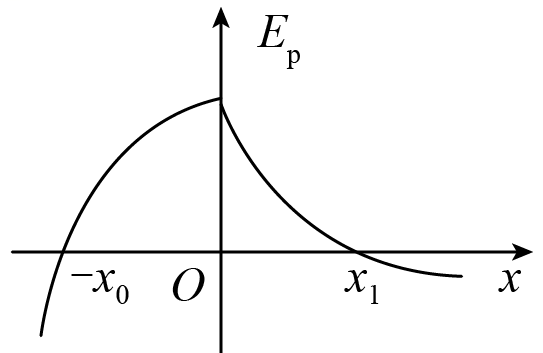 Eₚ
−x₀ O x₁ x